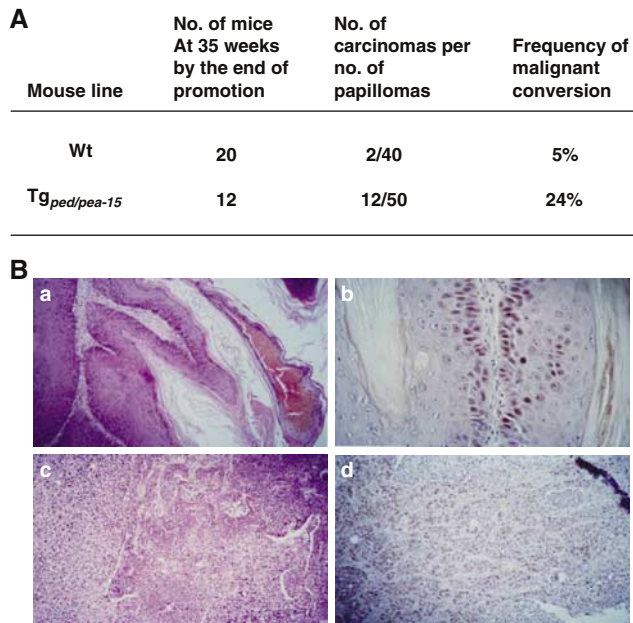 A
Mouse line
No. of mice
At 35 weeks
by the end of
promotion
No. of
carcinomas per
no. of
papillomas
Frequency of
malignant
conversion
Wt 20 2/40 5%
Tgped/pea-15 12 12/50 24%
B
a
b
c
d